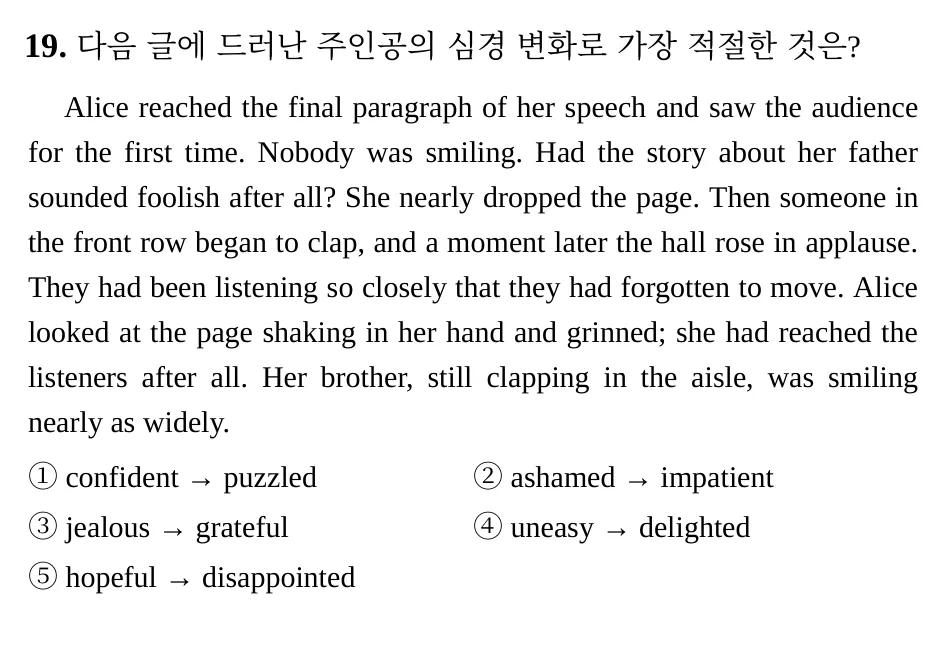 19. 다음 글에 드러난 주인공의 심경 변화로 가장 적절한 것은?
Alice reached the final paragraph of her speech and saw the audience
for the first time. Nobody was smiling. Had the story about her father
sounded foolish after all? She nearly dropped the page. Then someone in
the front row began to clap, and a moment later the hall rose in applause.
They had been listening so closely that they had forgotten to move. Alice
looked at the page shaking in her hand and grinned; she had reached the
listeners after all. Her brother, still clapping in the aisle, was smiling
nearly as widely.
① confident → puzzled ② ashamed → impatient
③ jealous → grateful ④ uneasy → delighted
⑤ hopeful → disappointed